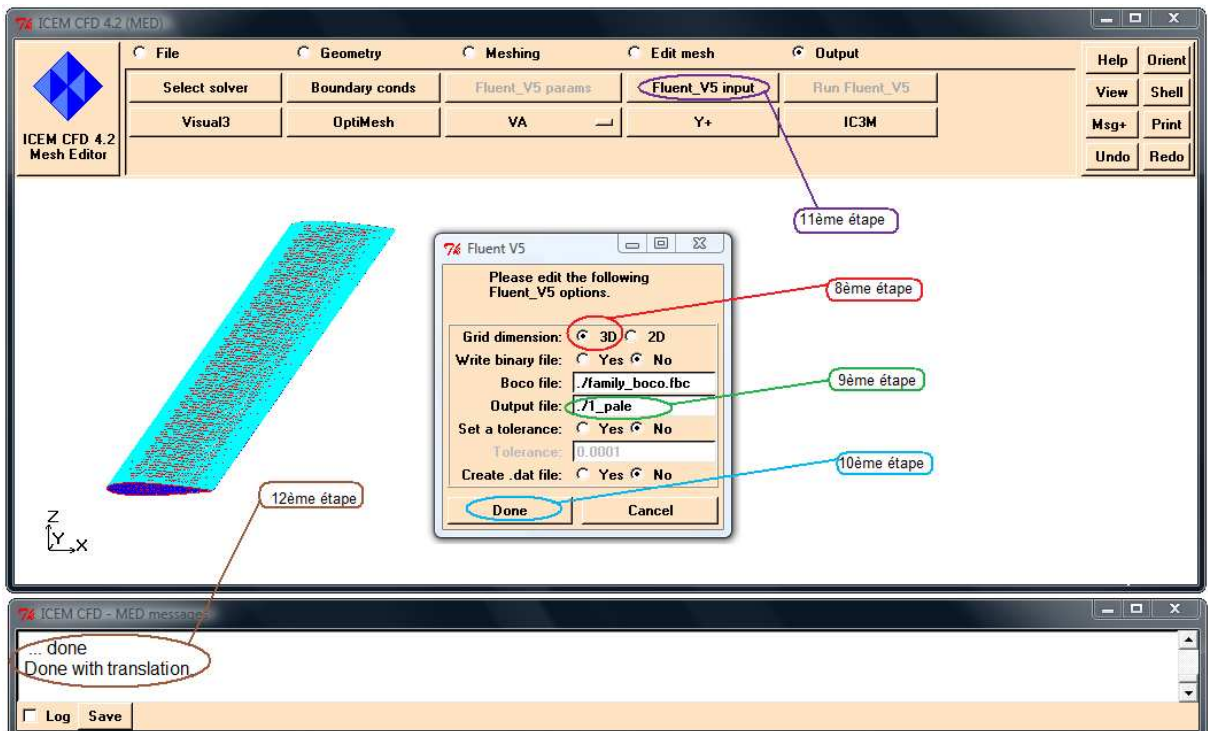 ICEM CFD 4.2 (MED)
File Geometry Meshing Edit mesh Output
Help Orient
Select solver Boundary conds Fluent_V5 params Fluent_V5 input Run Fluent_V5
View Shell
Visual3 OptiMesh VA Y+ IC3M
Msg+ Print
ICEM CFD 4.2
Mesh Editor
Undo Redo
11ème étape
Fluent V5
Please edit the following
Fluent_V5 options.
8ème étape
Grid dimension: 3D 2D
Write binary file: Yes No
Boco file: ./family_boco.fbc
9ème étape
Output file: ./1_pale
Set a tolerance: Yes No
Tolerance: 0.0001
10ème étape
Create .dat file: Yes No
12ème étape
Done Cancel
Z
Y X
ICEM CFD - MED messages
... done
Done with translation
Log Save